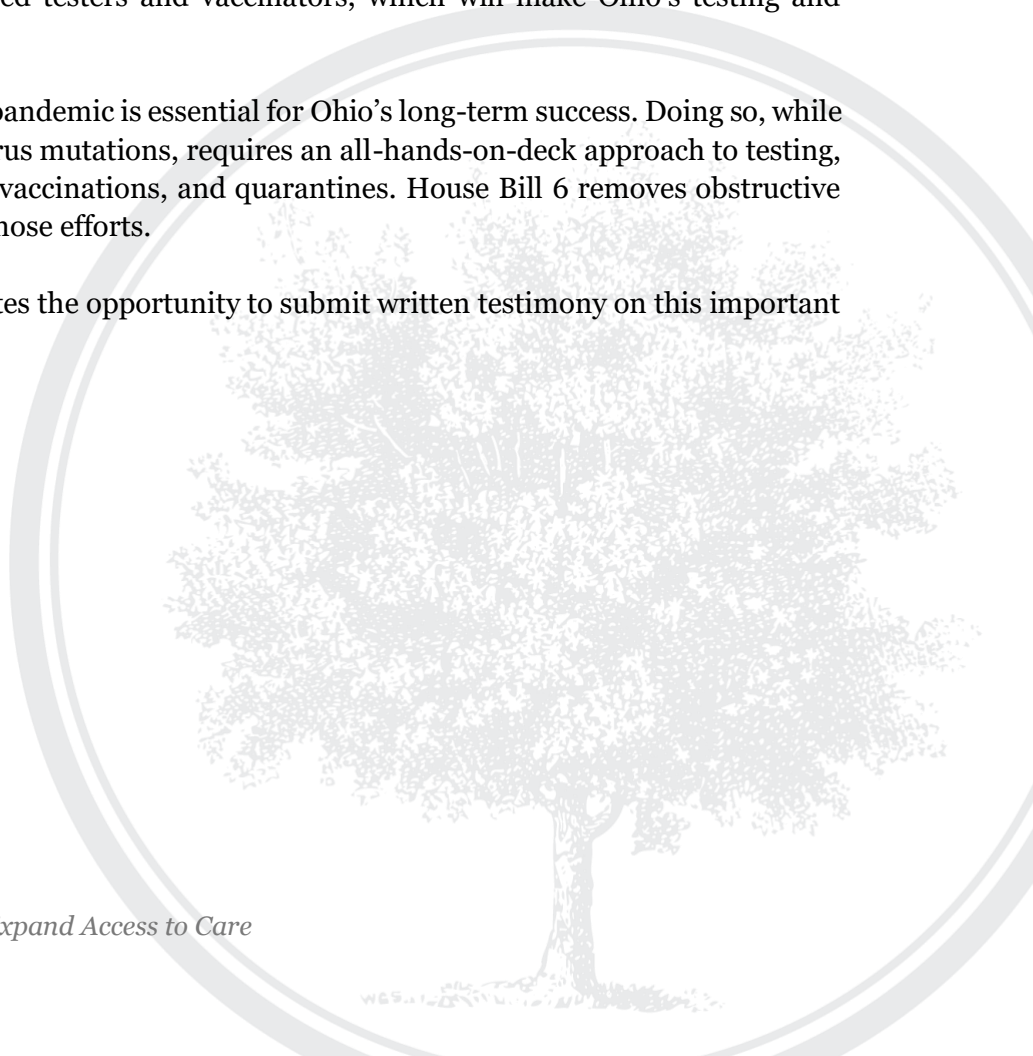 ed testers and vaccinators, which will make Ohio's testing and
pandemic is essential for Ohio's long-term success. Doing so, while
rus mutations, requires an all-hands-on-deck approach to testing,
vaccinations, and quarantines. House Bill 6 removes obstructive
hose efforts.
tes the opportunity to submit written testimony on this important
xpand Access to Care